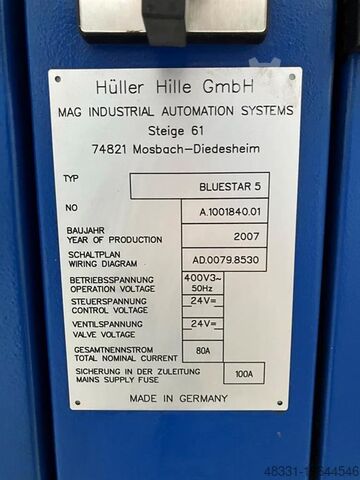 Hüller Hille GmbH
MAG INDUSTRIAL AUTOMATION SYSTEMS
Steige 61
74821 Mosbach-Diedesheim
TYP BLUESTAR 5
NO A.1001840.01
BAUJAHR
YEAR OF PRODUCTION 2007
SCHALTPLAN
WIRING DIAGRAM AD.0079.8530
BETRIEBSSPANNUNG 400V3~
OPERATION VOLTAGE 50Hz
STEUERSPANNUNG 24V=
CONTROL VOLTAGE
VENTILSPANNUNG 24V=
VALVE VOLTAGE
GESAMTNENNSTROM 80A
TOTAL NOMINAL CURRENT
SICHERUNG IN DER ZULEITUNG 100A
MAINS SUPPLY FUSE
MADE IN GERMANY